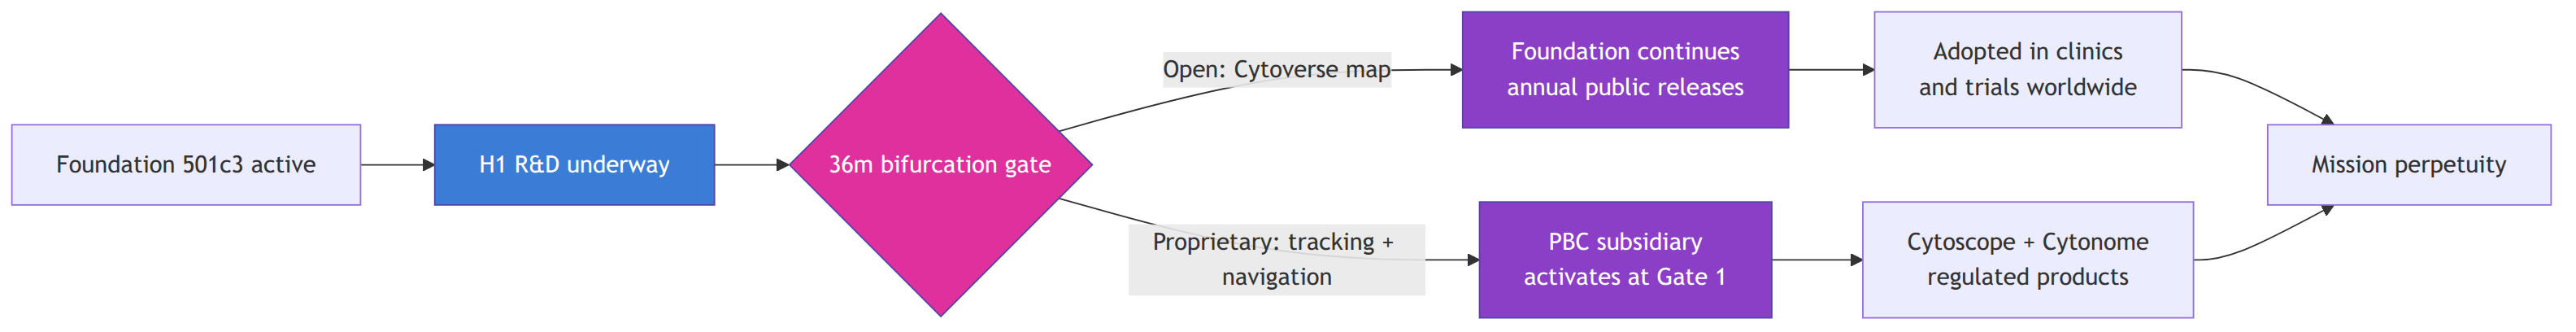 Foundation 501c3 active
H1 R&D underway
36m bifurcation gate
Open: Cytoverse map
Foundation continues
annual public releases
Adopted in clinics
and trials worldwide
Proprietary: tracking +
navigation
PBC subsidiary
activates at Gate 1
Cytoscope + Cytonome
regulated products
Mission perpetuity